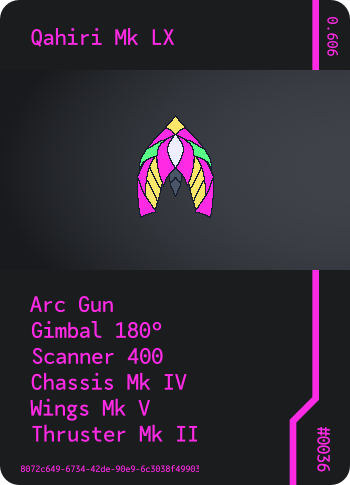 Qahiri Mk LX
0.606
Arc Gun
Gimbal 180°
Scanner 400
Chassis Mk IV
Wings Mk V
Thruster Mk II
#0036
8072c649-6734-42de-90e9-6c3038f49903